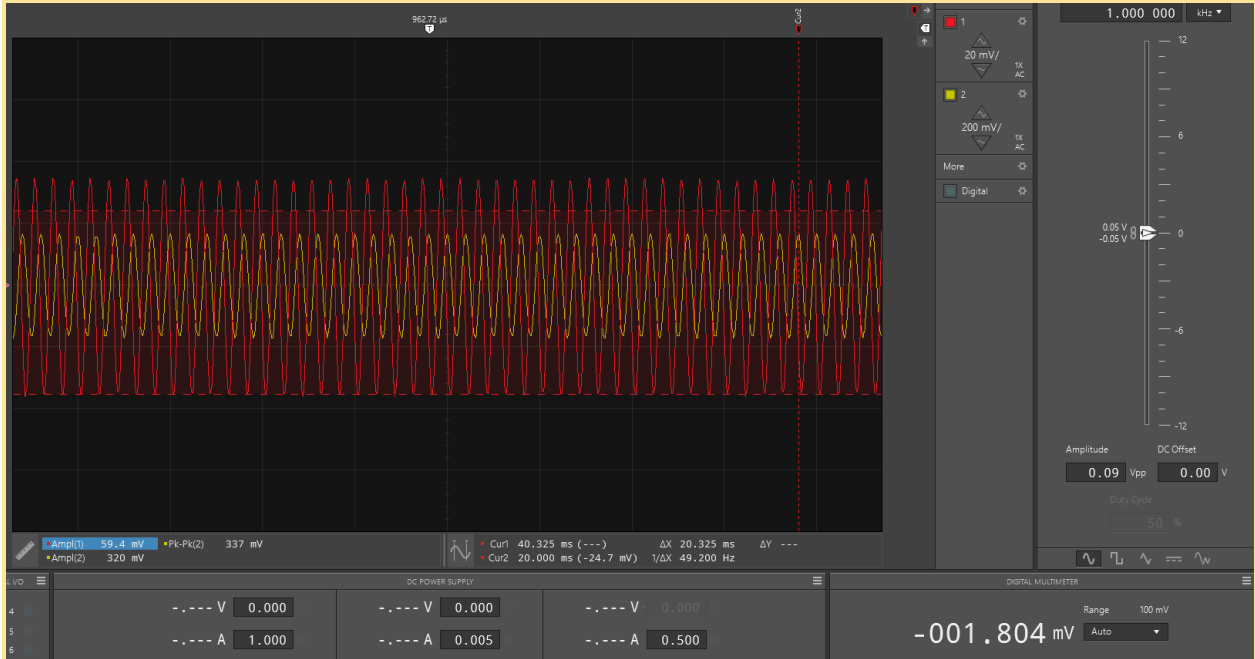 962.72 µs
Cur2
1
20 mV/
1X
AC
2
200 mV/
1X
AC
More
Digital
1.000 000 kHz
12
6
0.05 V
-0.05 V
0
-6
-12
Amplitude DC Offset
0.09 Vpp 0.00 V
Duty Cycle
50 %
Ampl(1) 59.4 mV Pk-Pk(2) 337 mV
Ampl(2) 320 mV
Cur1 40.325 ms (---) ΔX 20.325 ms ΔY ---
Cur2 20.000 ms (-24.7 mV) 1/ΔX 49.200 Hz
I/O
4
5
6
DC POWER SUPPLY
-.--- V 0.000 -.--- V 0.000 -.--- V 0.000
-.--- A 1.000 -.--- A 0.005 -.--- A 0.500
DIGITAL MULTIMETER
Range 100 mV
-001.804 mV Auto